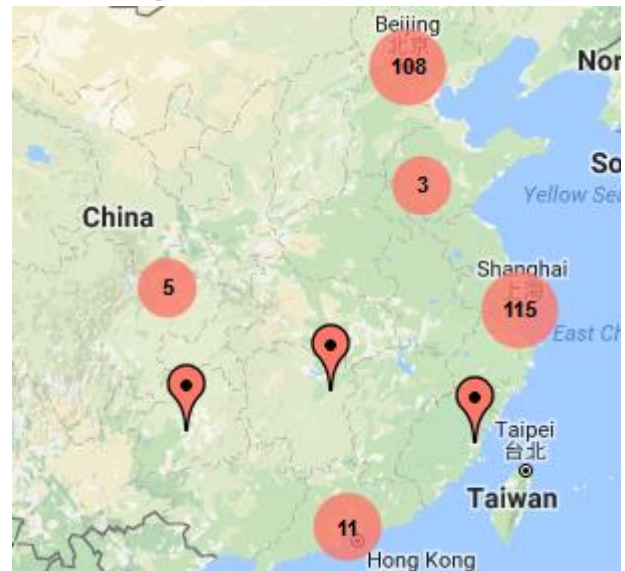 Beijing
北京
108
Nor
3
So
Yellow Sea
China
5
Shanghai
上海
115
East Ch
Taipei
台北
Taiwan
11
Hong Kong